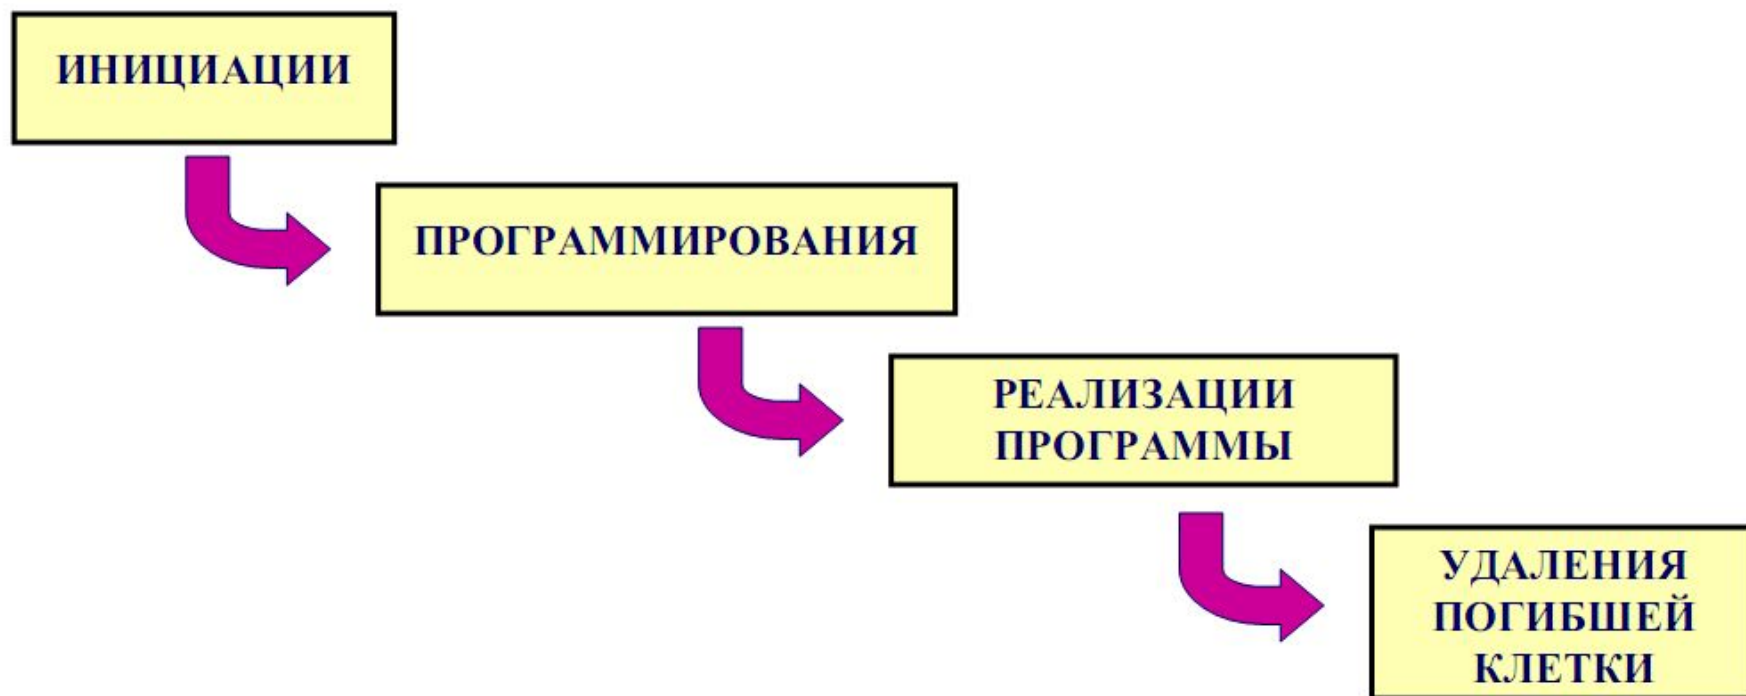 ИНИЦИАЦИИ
ПРОГРАММИРОВАНИЯ
РЕАЛИЗАЦИИ
ПРОГРАММЫ
УДАЛЕНИЯ
ПОГИБШЕЙ
КЛЕТКИ